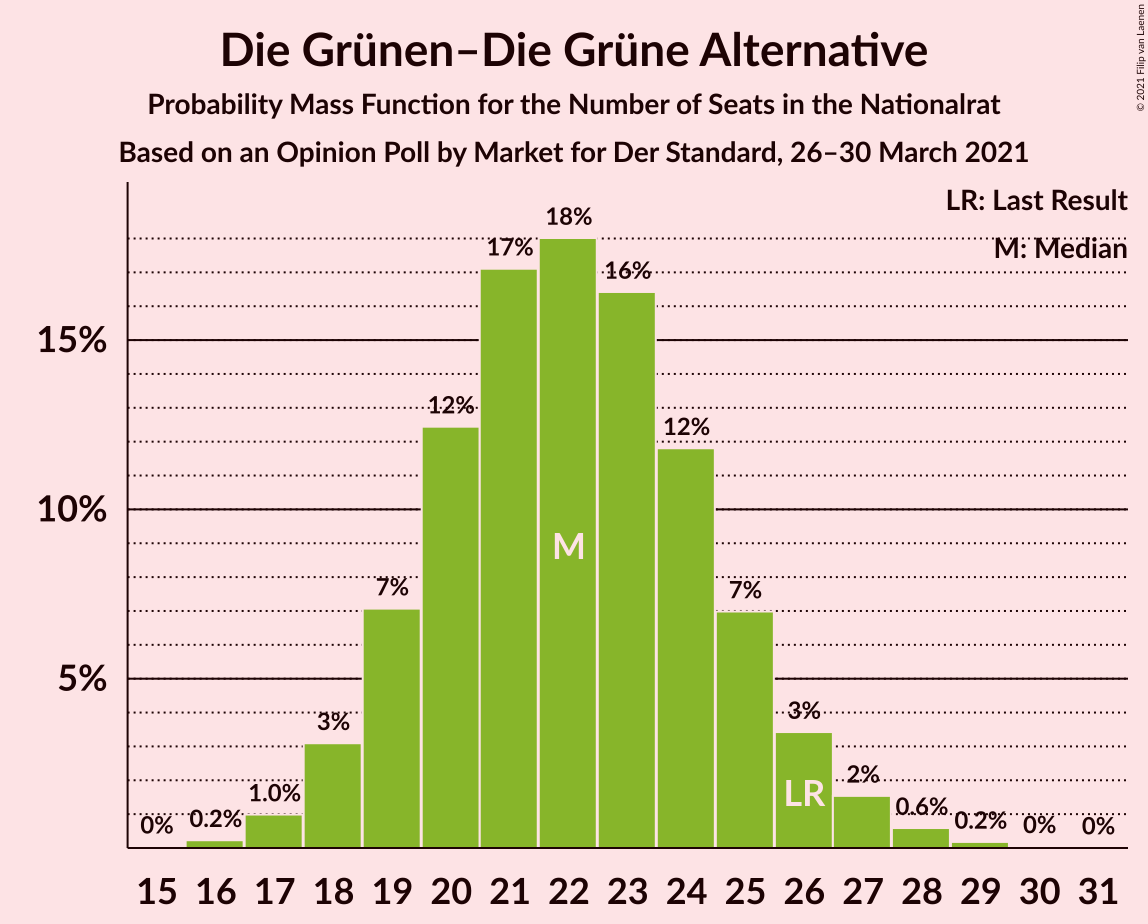 Die Grünen–Die Grüne Alternative
Probability Mass Function for the Number of Seats in the Nationalrat
Based on an Opinion Poll by Market for Der Standard, 26–30 March 2021
© 2021 Filip van Laenen
LR: Last Result
M: Median
18%
17%
16%
15%
12%
12%
10%
M
7%
7%
5%
3%
3%
LR
2%
1.0%
0.6%
0.2%
0.2%
0%
0%
0%
15 16 17 18 19 20 21 22 23 24 25 26 27 28 29 30 31